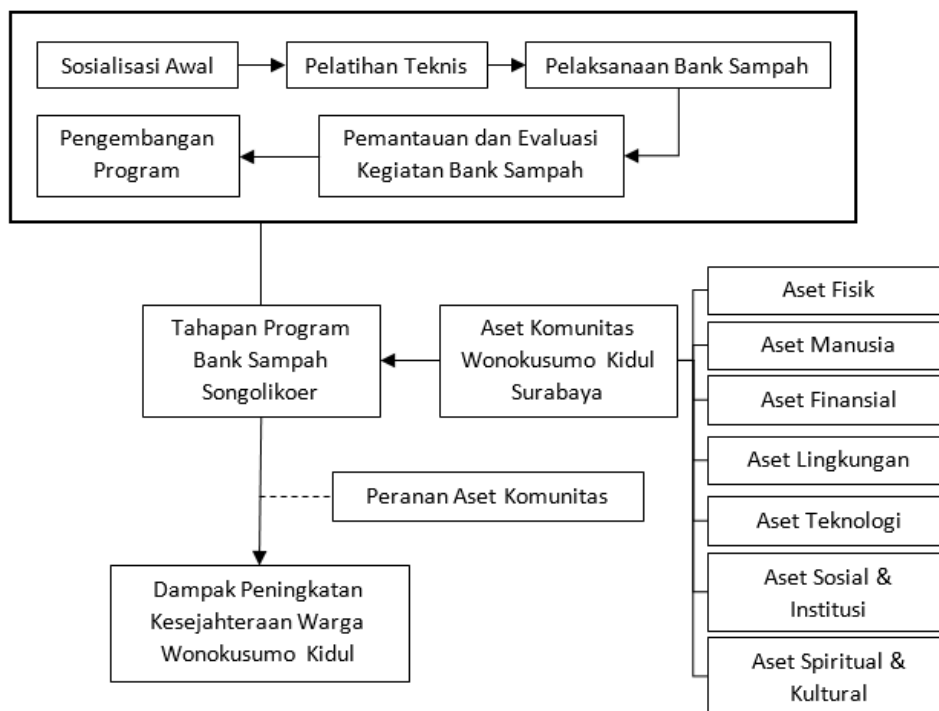 Sosialisasi Awal
Pelatihan Teknis
Pelaksanaan Bank Sampah
Pengembangan
Program
Pemantauan dan Evaluasi
Kegiatan Bank Sampah
Tahapan Program
Bank Sampah
Songolikoer
Aset Komunitas
Wonokusumo Kidul
Surabaya
Aset Fisik
Aset Manusia
Aset Finansial
Aset Lingkungan
Aset Teknologi
Aset Sosial &
Institusi
Aset Spiritual &
Kultural
Peranan Aset Komunitas
Dampak Peningkatan
Kesejahteraan Warga
Wonokusumo Kidul